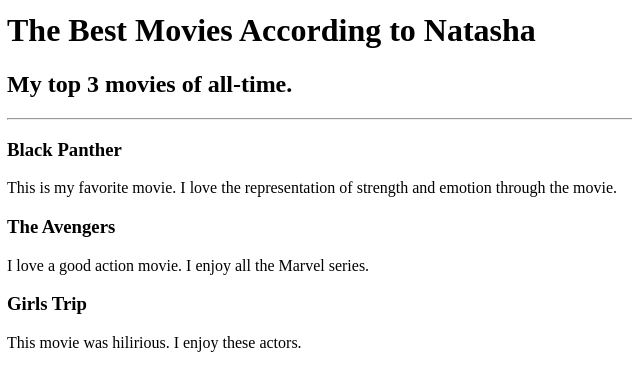 The Best Movies According to Natasha
My top 3 movies of all-time.
Black Panther
This is my favorite movie. I love the representation of strength and emotion through the movie.
The Avengers
I love a good action movie. I enjoy all the Marvel series.
Girls Trip
This movie was hilirious. I enjoy these actors.